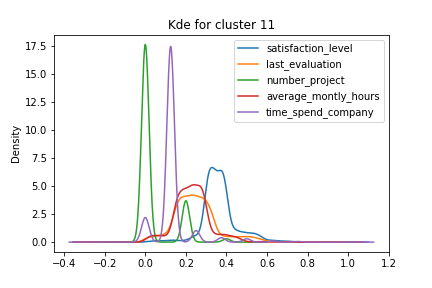 Kde for cluster 11
17.5
15.0
12.5
10.0
7.5
5.0
2.5
0.0
Density
satisfaction_level
last_evaluation
number_project
average_montly_hours
time_spend_company
−0.4 −0.2 0.0 0.2 0.4 0.6 0.8 1.0 1.2